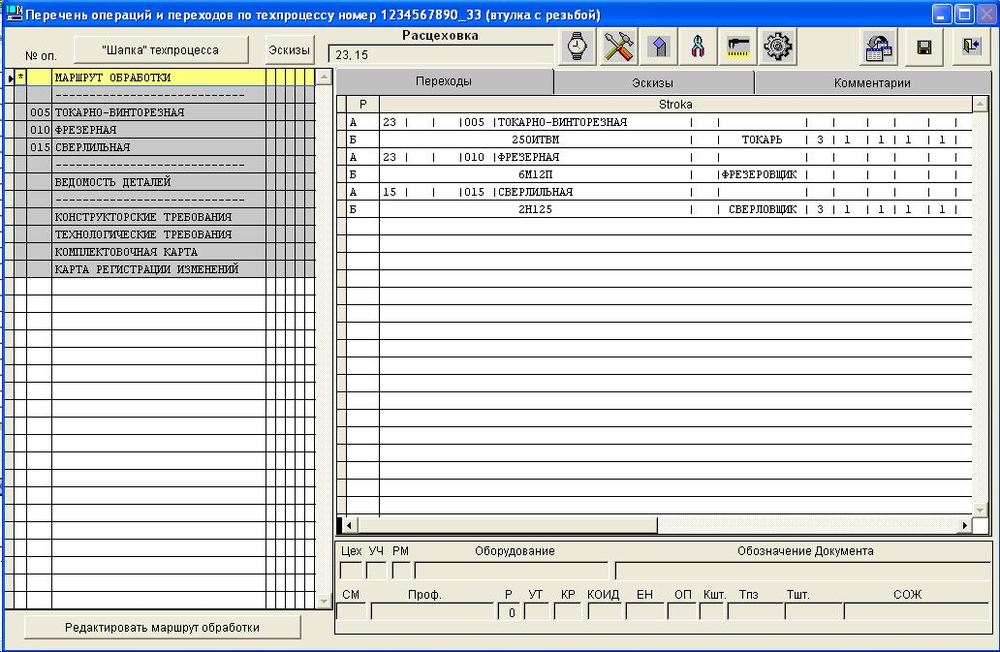 Перечень операций и переходов по техпроцессу номер 1234567890_33 (втулка с резьбой)
№ оп.
"Шапка" техпроцесса
Эскизы
Расцеховка
23, 15
* МАРШРУТ ОБРАБОТКИ
----------------------------
005 ТОКАРНО-ВИНТОРЕЗНАЯ
010 ФРЕЗЕРНАЯ
015 СВЕРЛИЛЬНАЯ
----------------------------
ВЕДОМОСТЬ ДЕТАЛЕЙ
----------------------------
КОНСТРУКТОРСКИЕ ТРЕБОВАНИЯ
ТЕХНОЛОГИЧЕСКИЕ ТРЕБОВАНИЯ
КОМПЛЕКТОВОЧНАЯ КАРТА
КАРТА РЕГИСТРАЦИИ ИЗМЕНЕНИЙ
Редактировать маршрут обработки
Переходы Эскизы Комментарии
Р Stroka
А 23 | | |005 |ТОКАРНО-ВИНТОРЕЗНАЯ | | | | | | | |
Б 250ИТВМ | ТОКАРЬ | 3 | 1 | | 1 | 1 | 1 |
А 23 | | |010 |ФРЕЗЕРНАЯ | | | | | | | |
Б 6М12П | |ФРЕЗЕРОВЩИК | | | | | |
А 15 | | |015 |СВЕРЛИЛЬНАЯ | | | | | | | |
Б 2Н125 | | СВЕРЛОВЩИК | 3 | 1 | | 1 | 1 | 1 |
Цех УЧ РМ Оборудование Обозначение Документа
СМ Проф. Р УТ КР КОИД ЕН ОП Кшт. Тпз Тшт. СОЖ
0